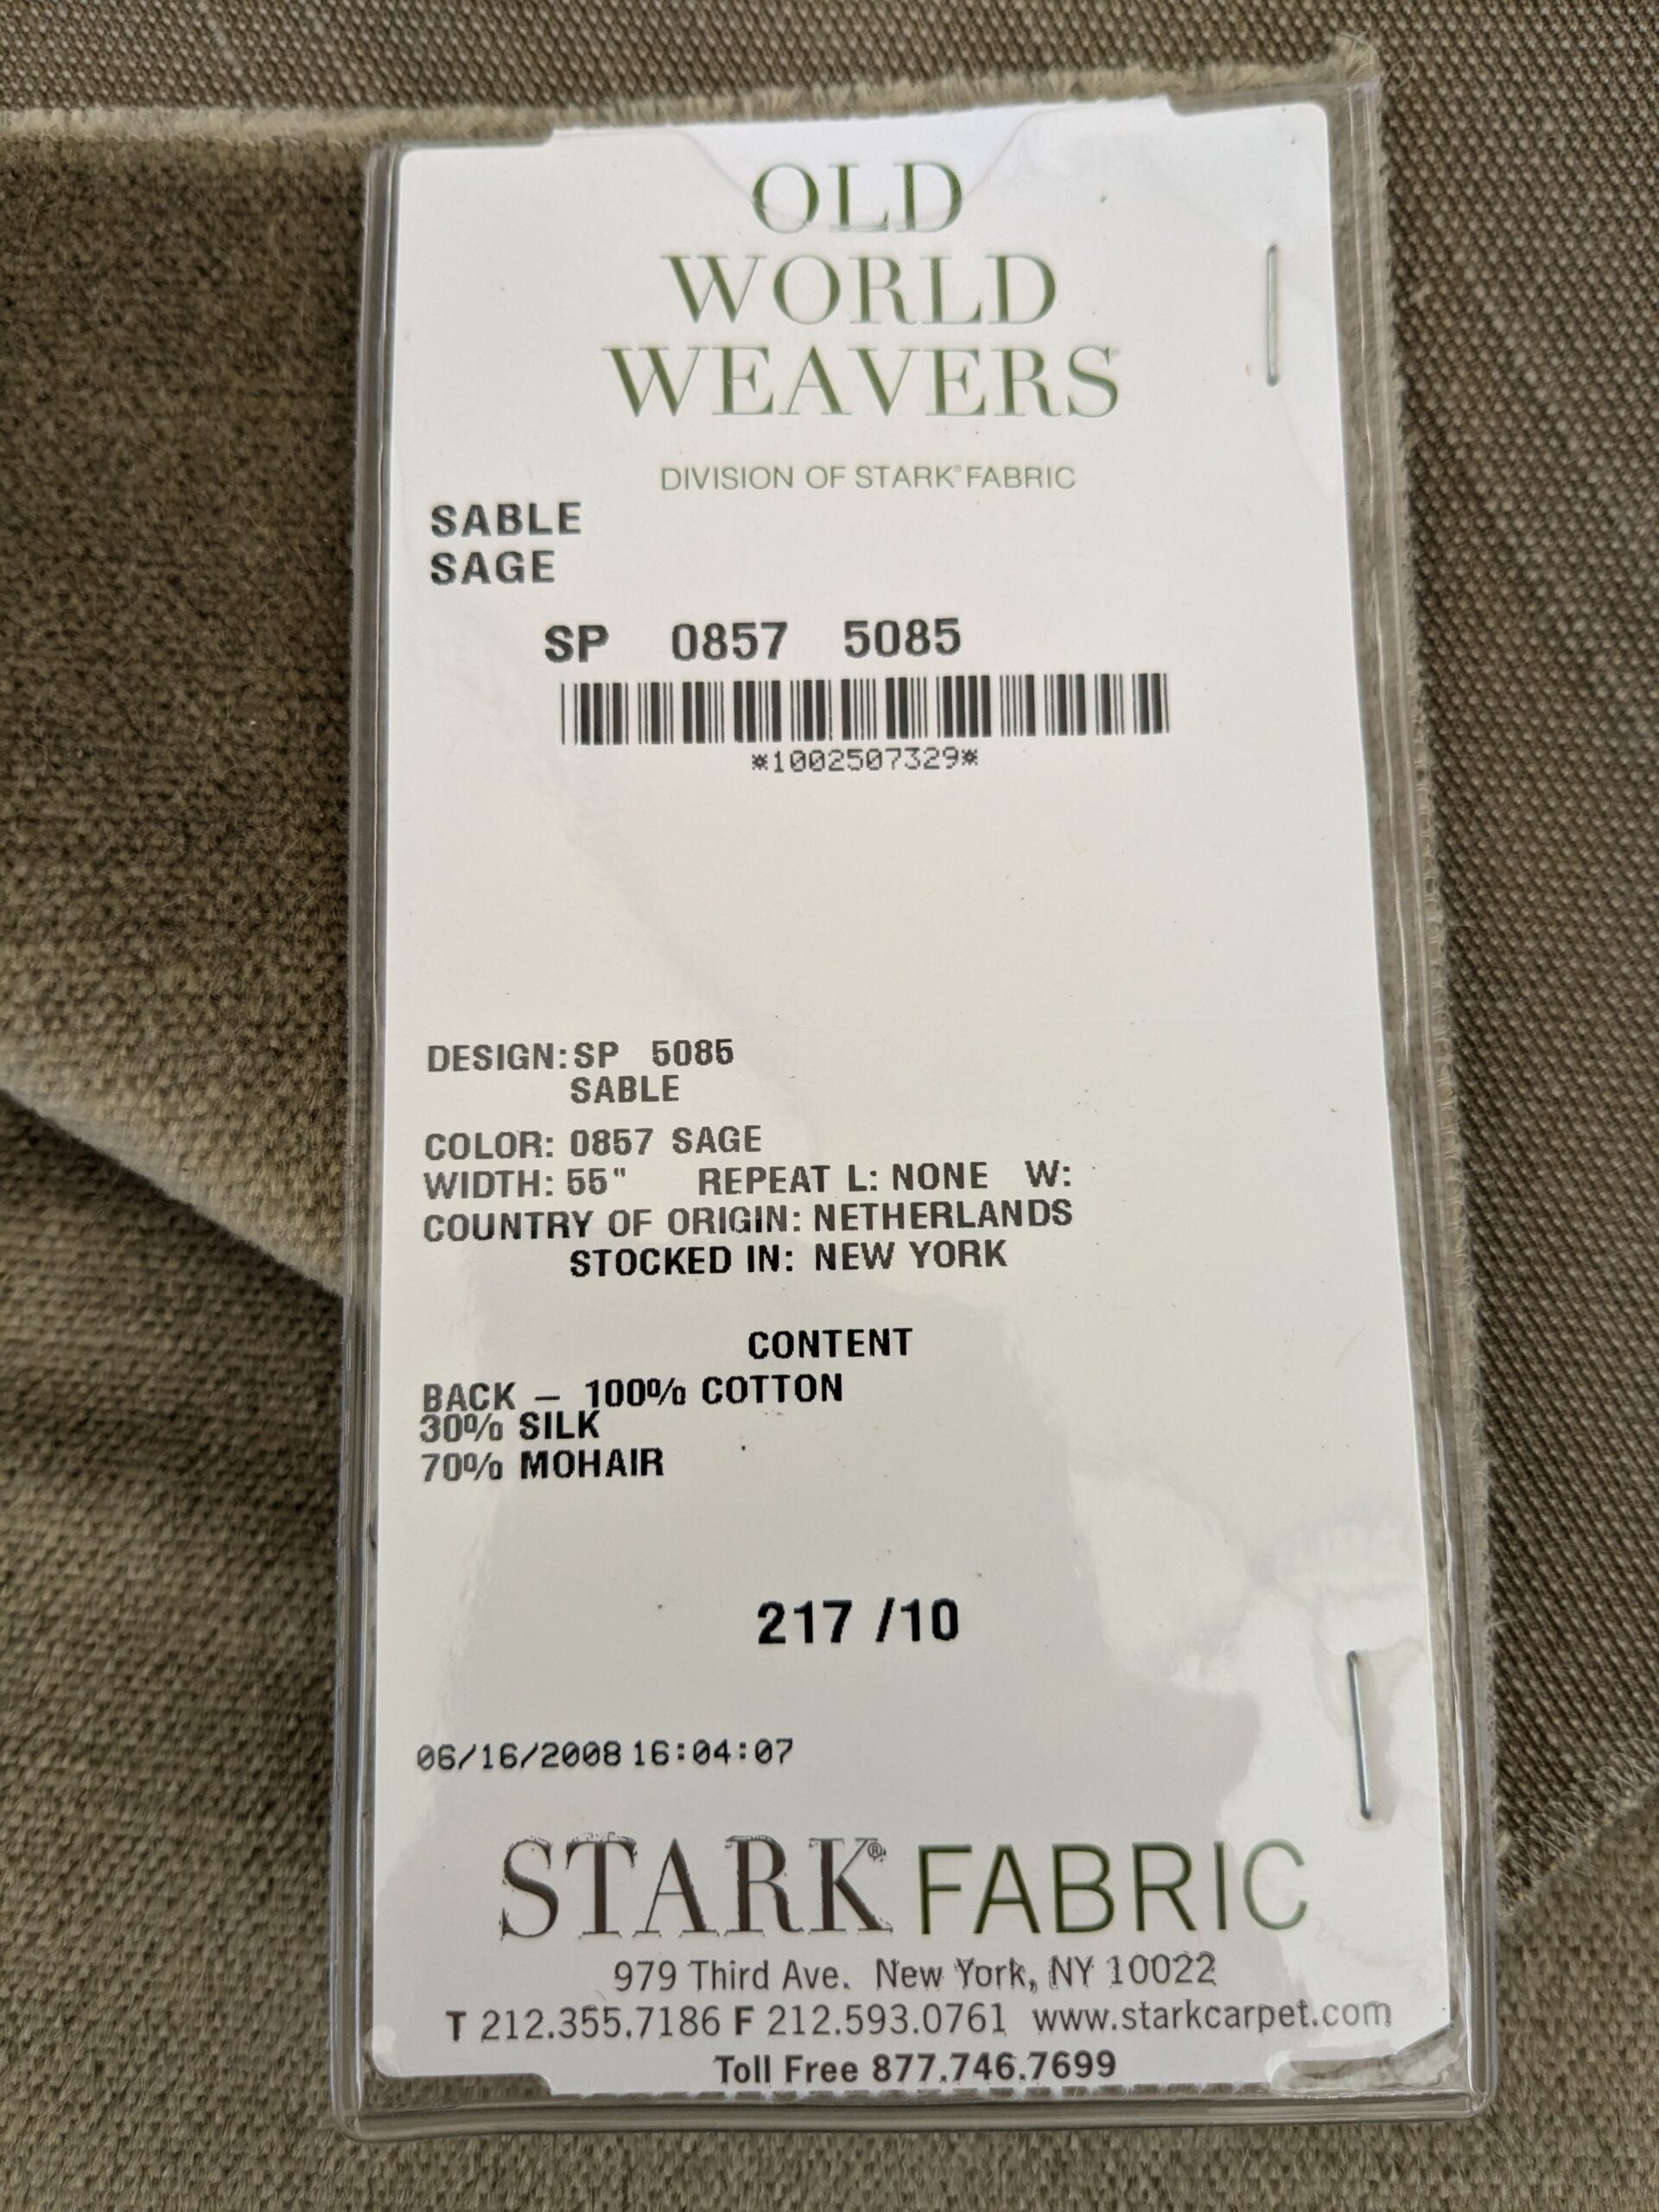 OLD
WORLD
WEAVERS®
DIVISION OF STARK® FABRIC
SABLE
SAGE
SP 0857 5085
*1002507329*
DESIGN: SP 5085
SABLE
COLOR: 0857 SAGE
WIDTH: 55" REPEAT L: NONE W:
COUNTRY OF ORIGIN: NETHERLANDS
STOCKED IN: NEW YORK
CONTENT
BACK – 100% COTTON
30% SILK
70% MOHAIR
217 /10
06/16/2008 16:04:07
STARK® FABRIC
979 Third Ave. New York, NY 10022
T 212.355.7186 F 212.593.0761 www.starkcarpet.com
Toll Free 877.746.7699